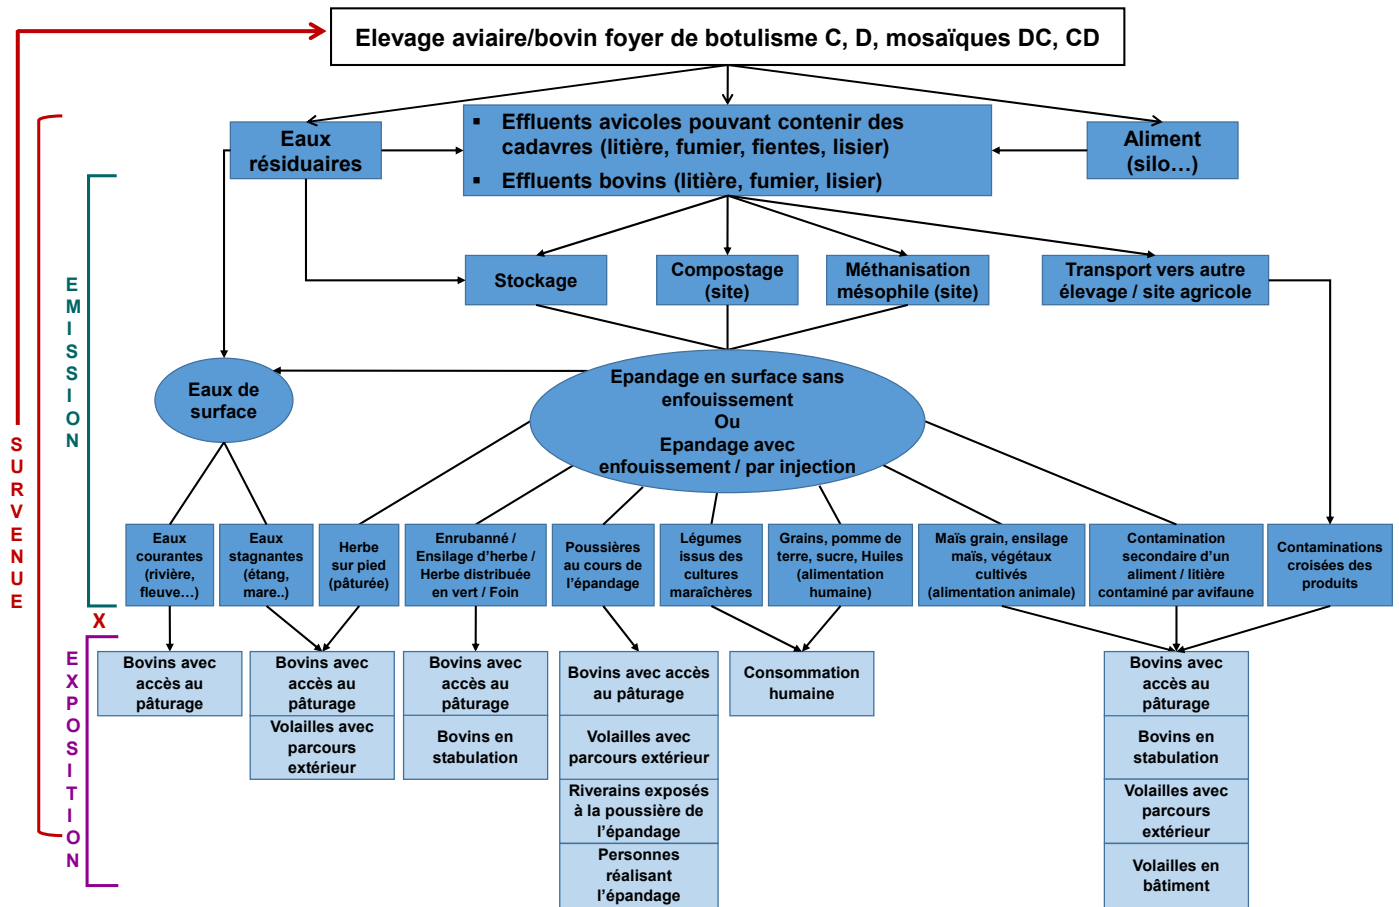 Elevage aviaire/bovin foyer de botulisme C, D, mosaïques DC, CD
Eaux
résiduaires
▪ Effluents avicoles pouvant contenir des
cadavres (litière, fumier, fientes, lisier)
▪ Effluents bovins (litière, fumier, lisier)
Aliment
(silo…)
Stockage
Compostage
(site)
Méthanisation
mésophile (site)
Transport vers autre
élevage / site agricole
Eaux de
surface
Epandage en surface sans
enfouissement
Ou
Epandage avec
enfouissement / par injection
EMISSION
SURVENUE
Eaux
courantes
(rivière,
fleuve…)
Eaux
stagnantes
(étang,
mare..)
Herbe
sur pied
(pâturée)
Enrubanné /
Ensilage d’herbe /
Herbe distribuée
en vert / Foin
Poussières
au cours de
l’épandage
Légumes
issus des
cultures
maraîchères
Grains, pomme de
terre, sucre, Huiles
(alimentation
humaine)
Maïs grain, ensilage
maïs, végétaux
cultivés
(alimentation animale)
Contamination
secondaire d’un
aliment / litière
contaminé par avifaune
Contaminations
croisées des
produits
X
EXPOSITION
Bovins avec
accès au
pâturage
Bovins avec
accès au
pâturage
Volailles avec
parcours
extérieur
Bovins avec
accès au
pâturage
Bovins en
stabulation
Bovins avec accès
au pâturage
Volailles avec
parcours extérieur
Riverains exposés
à la poussière de
l’épandage
Personnes
réalisant
l’épandage
Consommation
humaine
Bovins avec
accès au
pâturage
Bovins en
stabulation
Volailles avec
parcours
extérieur
Volailles en
bâtiment